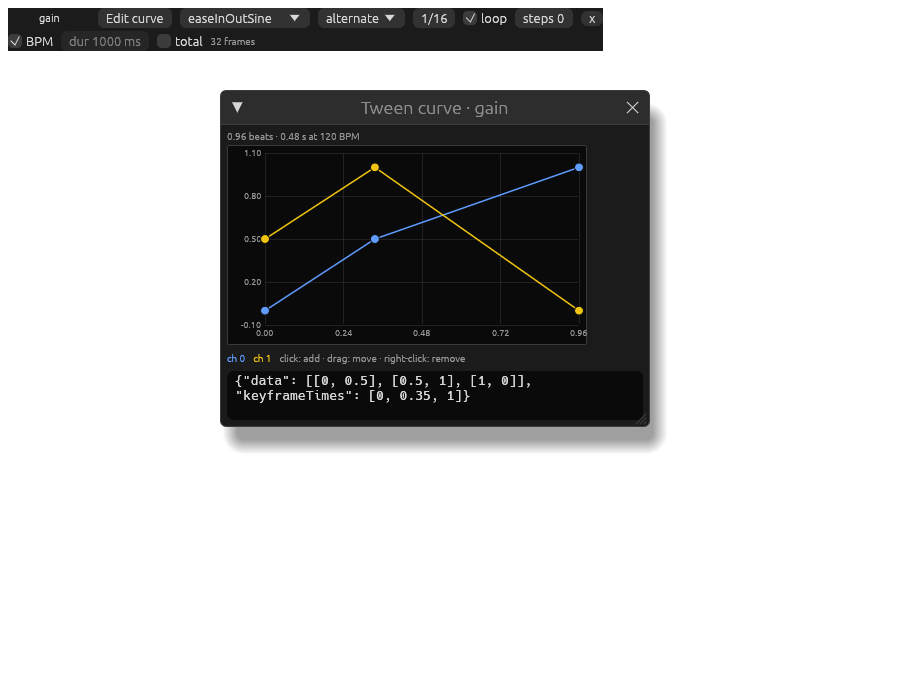 gain Edit curve easeInOutSine alternate 1/16 loop steps 0 x
BPM dur 1000 ms total 32 frames
Tween curve · gain
0.96 beats · 0.48 s at 120 BPM
1.10
0.80
0.50
0.20
-0.10
0.00 0.24 0.48 0.72 0.96
ch 0 ch 1 click: add · drag: move · right-click: remove
{"data": [[0, 0.5], [0.5, 1], [1, 0]],
"keyframeTimes": [0, 0.35, 1]}